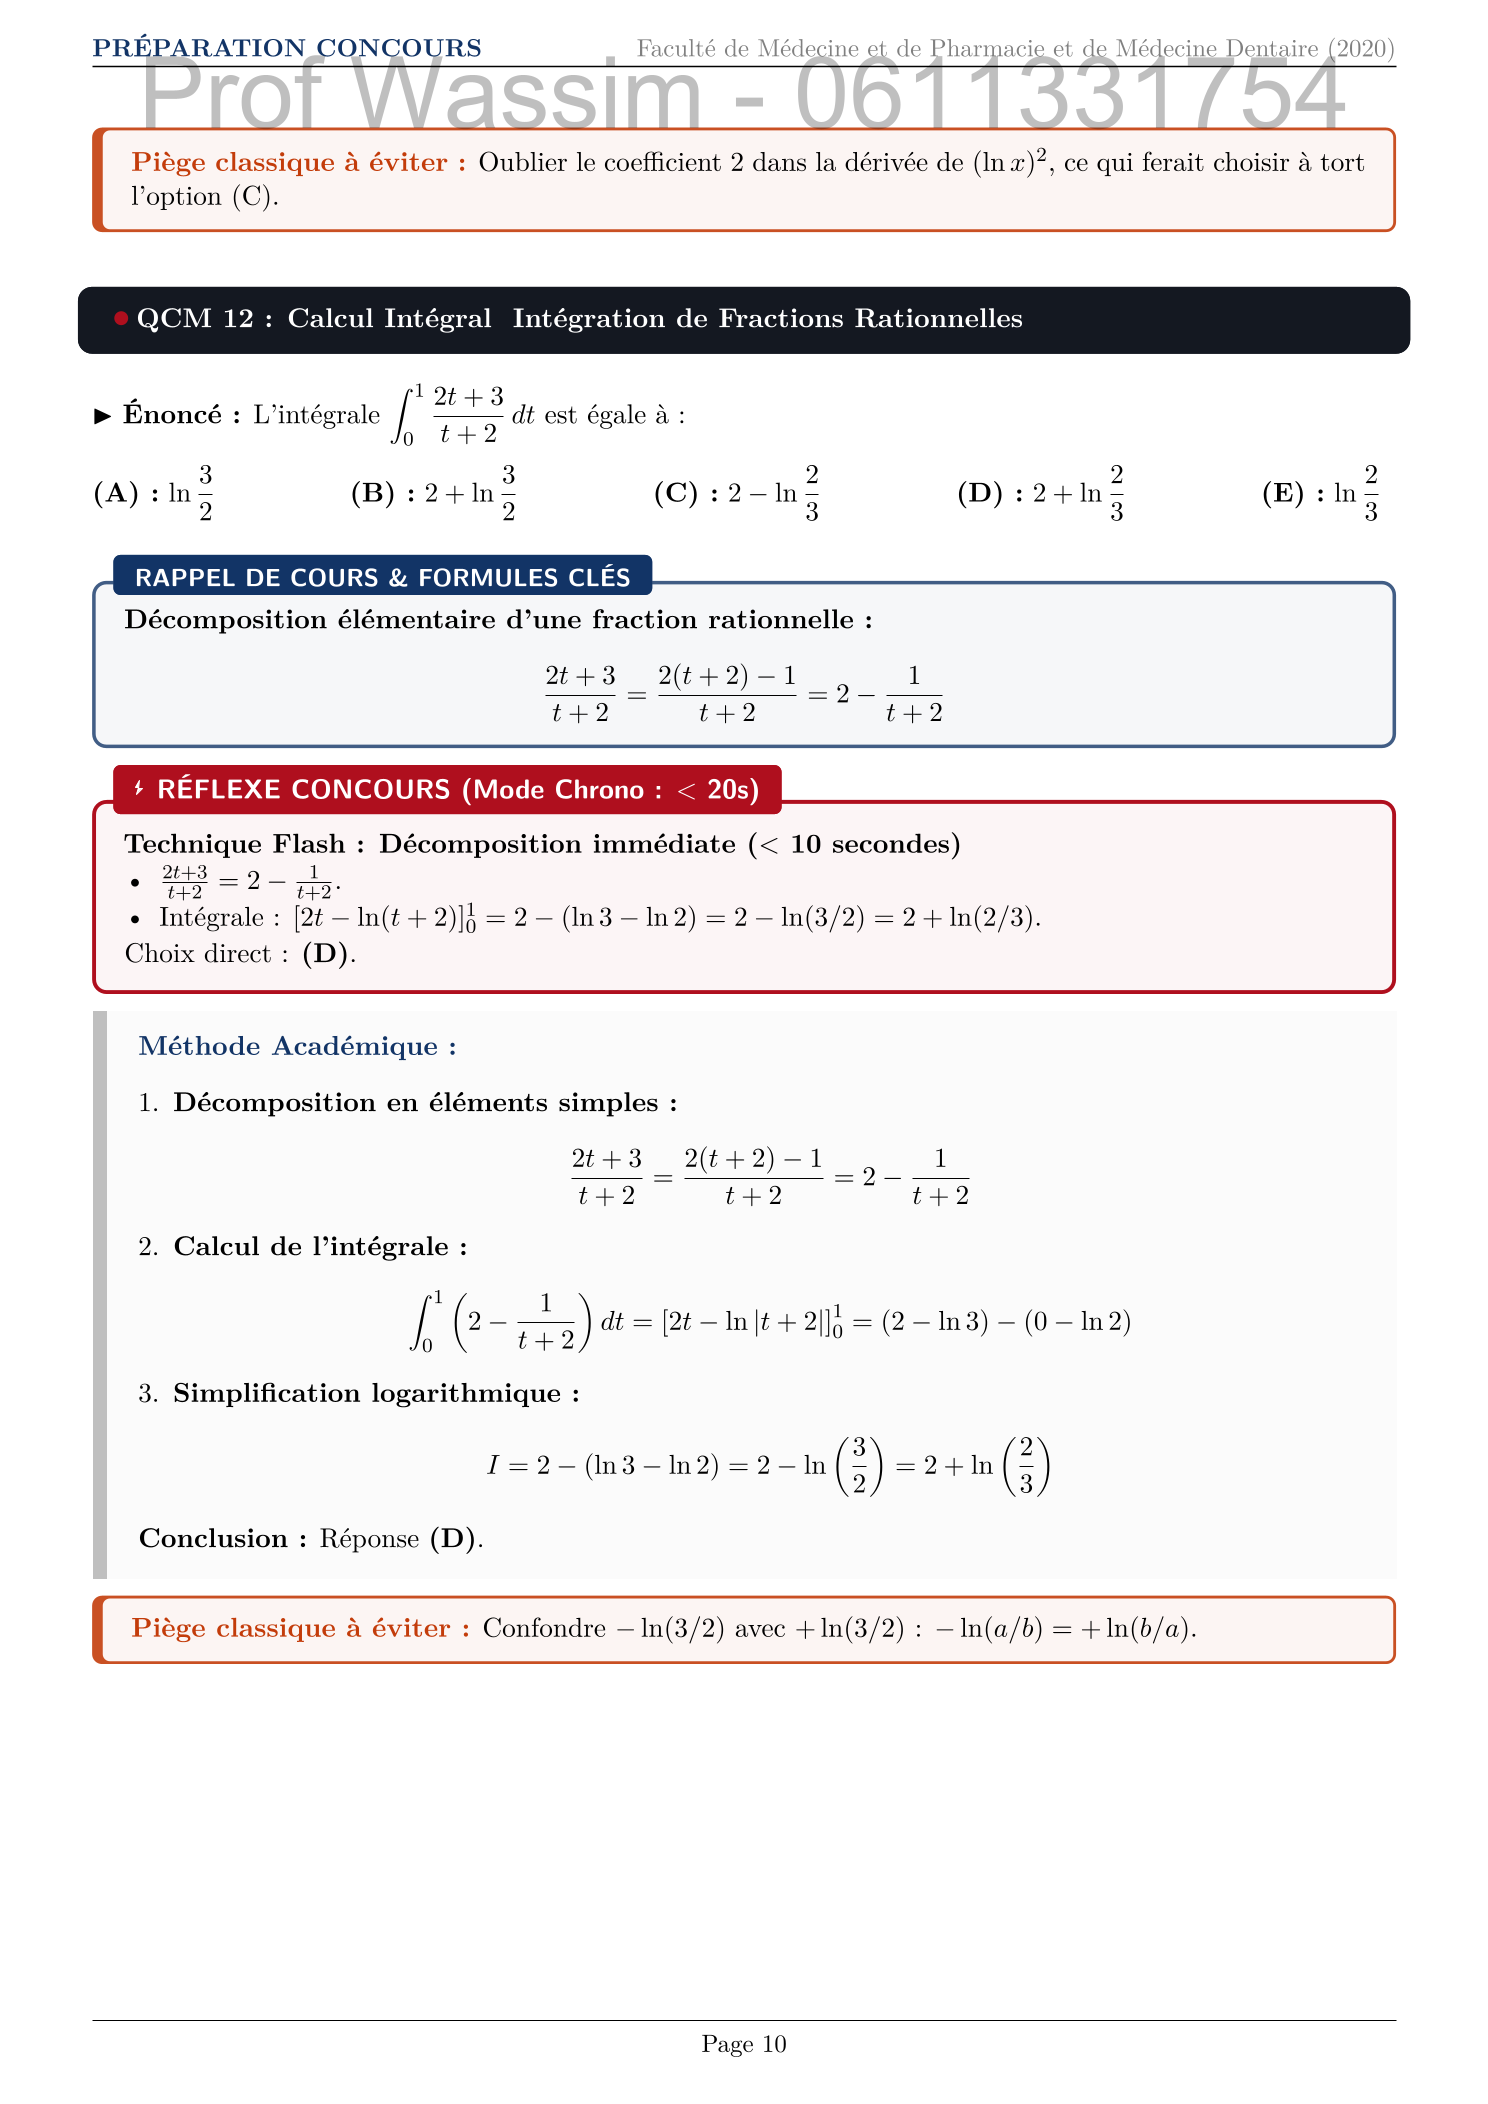 PRÉPARATION CONCOURS Faculté de Médecine et de Pharmacie et de Médecine Dentaire (2020)
Prof Wassim - 0611331754
Piège classique à éviter : Oublier le coefficient 2 dans la dérivée de (ln x)², ce qui ferait choisir à tort
l'option (C).
● QCM 12 : Calcul Intégral Intégration de Fractions Rationnelles
▶ Énoncé : L'intégrale ∫₀¹ (2t + 3)/(t + 2) dt est égale à :
(A) : ln 3/2 (B) : 2 + ln 3/2 (C) : 2 − ln 2/3 (D) : 2 + ln 2/3 (E) : ln 2/3
RAPPEL DE COURS & FORMULES CLÉS
Décomposition élémentaire d'une fraction rationnelle :
(2t + 3)/(t + 2) = (2(t + 2) − 1)/(t + 2) = 2 − 1/(t + 2)
RÉFLEXE CONCOURS (Mode Chrono : < 20s)
Technique Flash : Décomposition immédiate (< 10 secondes)
• (2t+3)/(t+2) = 2 − 1/(t+2).
• Intégrale : [2t − ln(t + 2)]₀¹ = 2 − (ln 3 − ln 2) = 2 − ln(3/2) = 2 + ln(2/3).
Choix direct : (D).
Méthode Académique :
1. Décomposition en éléments simples :
(2t + 3)/(t + 2) = (2(t + 2) − 1)/(t + 2) = 2 − 1/(t + 2)
2. Calcul de l'intégrale :
∫₀¹ (2 − 1/(t + 2)) dt = [2t − ln |t + 2|]₀¹ = (2 − ln 3) − (0 − ln 2)
3. Simplification logarithmique :
I = 2 − (ln 3 − ln 2) = 2 − ln (3/2) = 2 + ln (2/3)
Conclusion : Réponse (D).
Piège classique à éviter : Confondre − ln(3/2) avec + ln(3/2) : − ln(a/b) = + ln(b/a).
Page 10